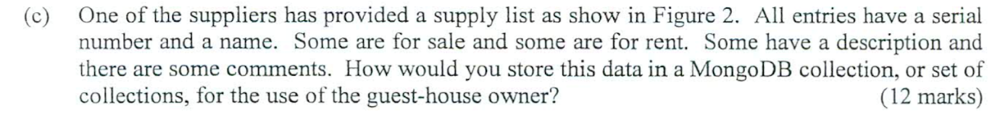 (c) One of the suppliers has provided a supply list as show in Figure 2. All entries have a serial
number and a name. Some are for sale and some are for rent. Some have a description and
there are some comments. How would you store this data in a MongoDB collection, or set of
collections, for the use of the guest-house owner? (12 marks)